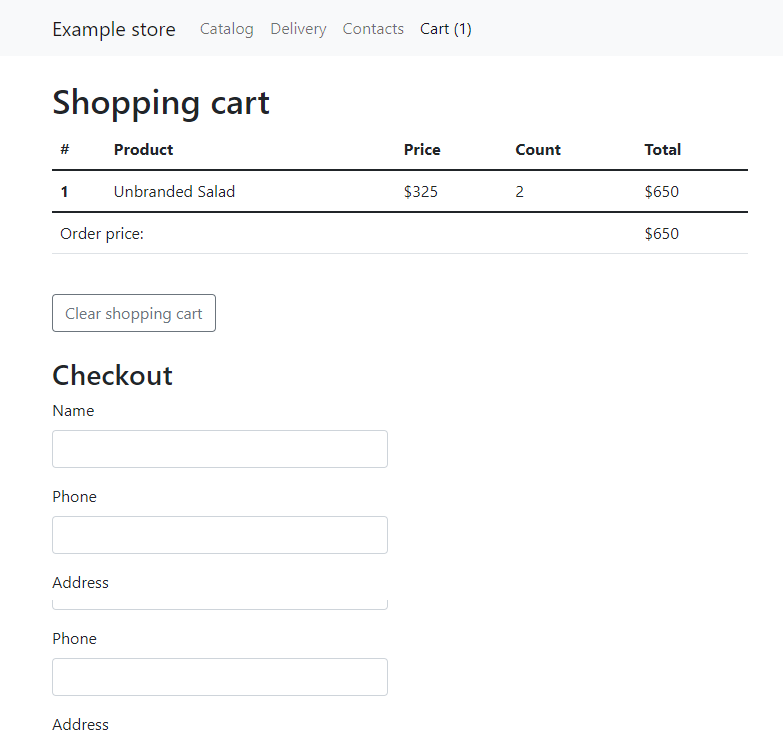 Example store Catalog Delivery Contacts Cart (1)
Shopping cart
# Product Price Count Total
1 Unbranded Salad $325 2 $650
Order price: $650
Clear shopping cart
Checkout
Name
Phone
Address
Phone
Address